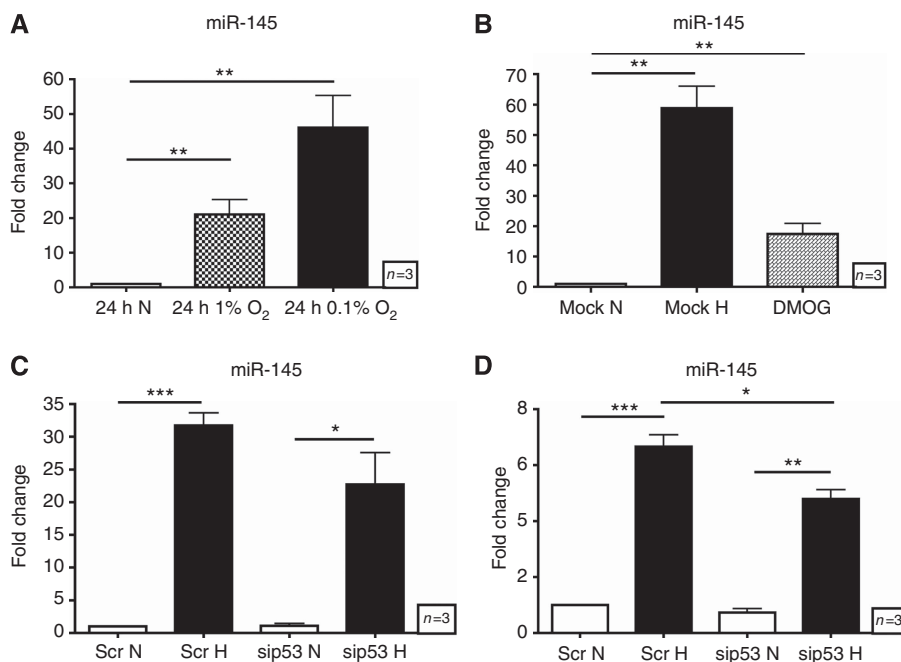 A
miR-145
Fold change
60
50
40
30
20
10
0
**
**
n=3
24 h N 24 h 1% O₂ 24 h 0.1% O₂
B
miR-145
Fold change
70
60
50
40
30
20
10
0
**
**
n=3
Mock N Mock H DMOG
C
miR-145
Fold change
35
30
25
20
15
10
5
0
***
*
n=3
Scr N Scr H sip53 N sip53 H
D
miR-145
Fold change
8
6
5
2
0
***
*
**
n=3
Scr N Scr H sip53 N sip53 H